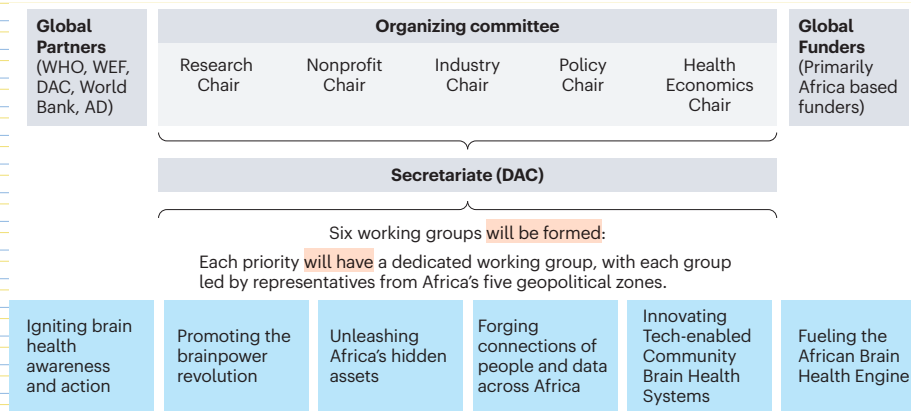 Global
Partners
(WHO, WEF,
DAC, World
Bank, AD)
Organizing committee
Research
Chair
Nonprofit
Chair
Industry
Chair
Policy
Chair
Health
Economics
Chair
Global
Funders
(Primarily
Africa based
funders)
Secretariate (DAC)
Six working groups will be formed:
Each priority will have a dedicated working group, with each group
led by representatives from Africa's five geopolitical zones.
Igniting brain
health
awareness
and action
Promoting the
brainpower
revolution
Unleashing
Africa's hidden
assets
Forging
connections of
people and data
across Africa
Innovating
Tech-enabled
Community
Brain Health
Systems
Fueling the
African Brain
Health Engine